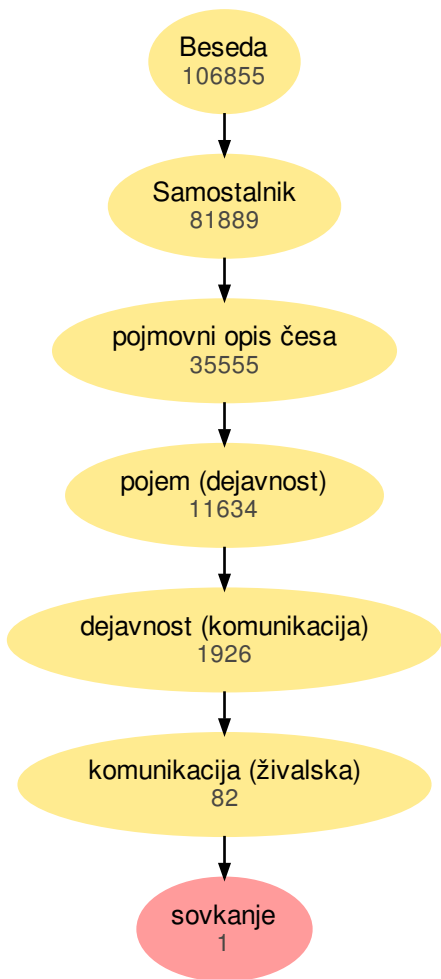 Beseda
106855
Samostalnik
81889
pojmovni opis česa
35555
pojem (dejavnost)
11634
dejavnost (komunikacija)
1926
komunikacija (živalska)
82
sovkanje
1